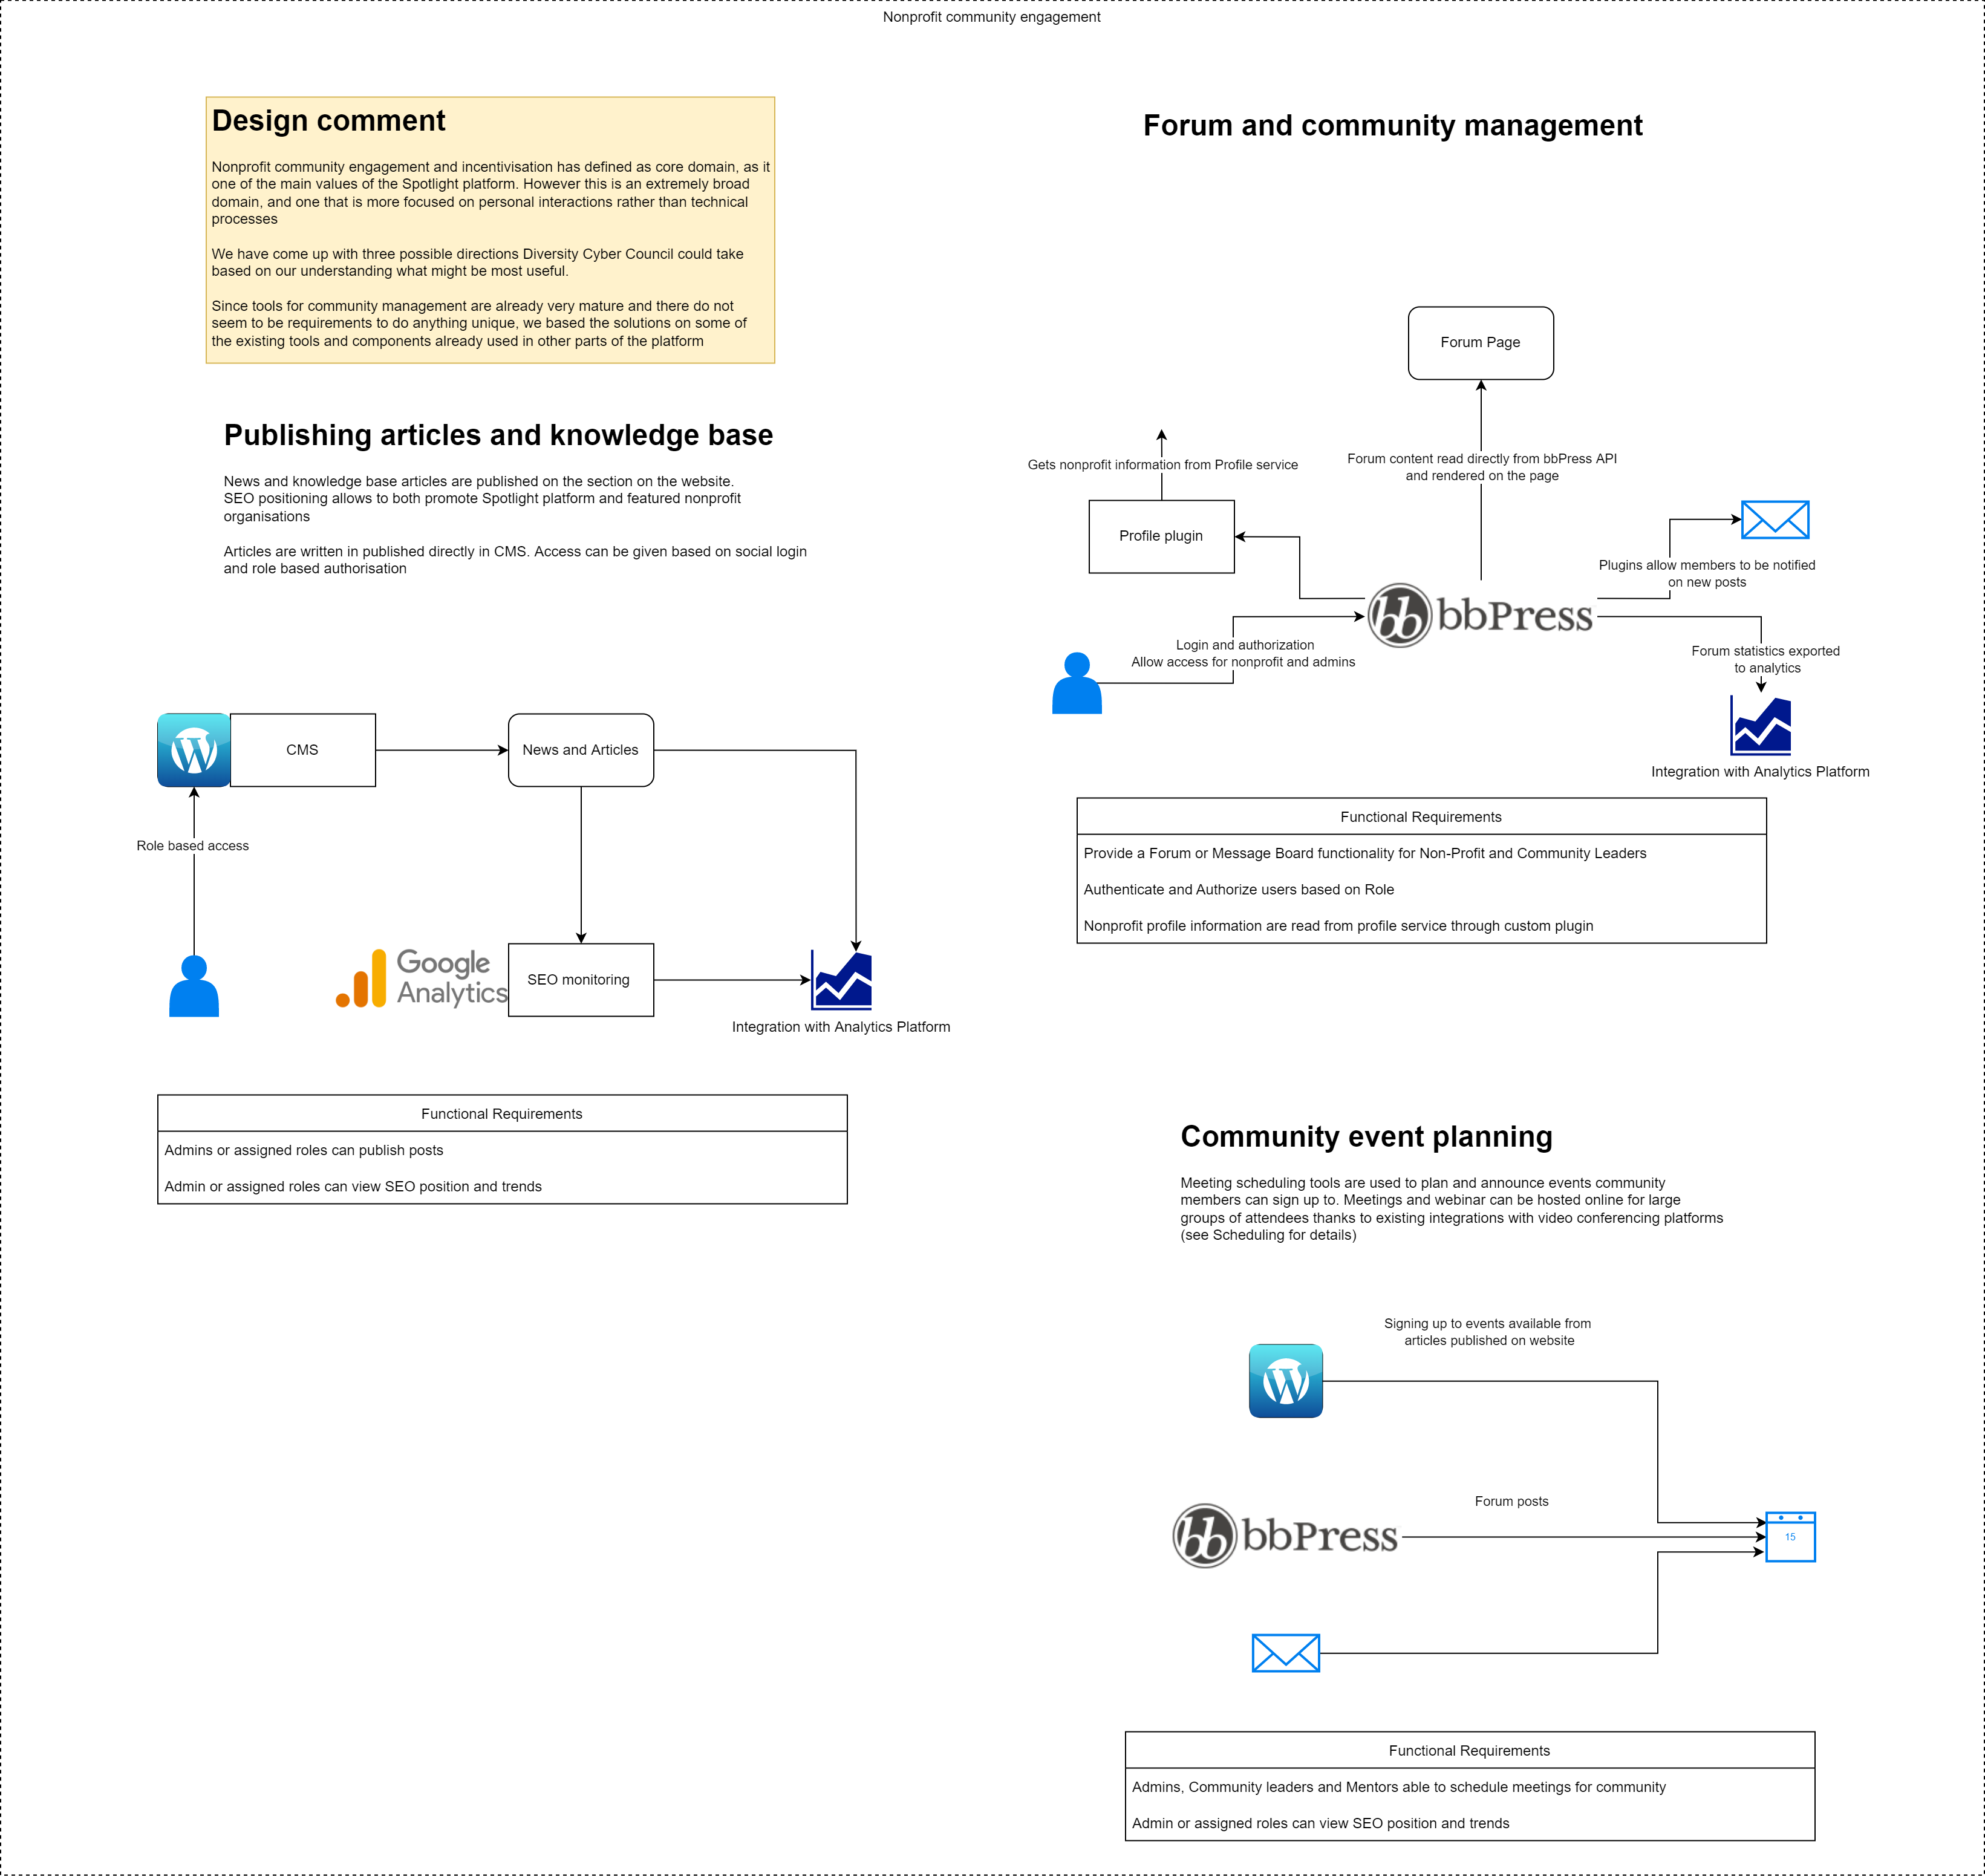 Nonprofit community engagement
Design comment
Nonprofit community engagement and incentivisation has defined as core domain, as it
one of the main values of the Spotlight platform. However this is an extremely broad
domain, and one that is more focused on personal interactions rather than technical
processes
We have come up with three possible directions Diversity Cyber Council could take
based on our understanding what might be most useful.
Since tools for community management are already very mature and there do not
seem to be requirements to do anything unique, we based the solutions on some of
the existing tools and components already used in other parts of the platform
Publishing articles and knowledge base
News and knowledge base articles are published on the section on the website.
SEO positioning allows to both promote Spotlight platform and featured nonprofit
organisations
Articles are written in published directly in CMS. Access can be given based on social login
and role based authorisation
CMS
News and Articles
Role based access
Google
Analytics
SEO monitoring
Integration with Analytics Platform
Functional Requirements
Admins or assigned roles can publish posts
Admin or assigned roles can view SEO position and trends
Forum and community management
Forum Page
Gets nonprofit information from Profile service
Forum content read directly from bbPress API
and rendered on the page
Profile plugin
Plugins allow members to be notified
on new posts
bbPress
Login and authorization
Allow access for nonprofit and admins
Forum statistics exported
to analytics
Integration with Analytics Platform
Functional Requirements
Provide a Forum or Message Board functionality for Non-Profit and Community Leaders
Authenticate and Authorize users based on Role
Nonprofit profile information are read from profile service through custom plugin
Community event planning
Meeting scheduling tools are used to plan and announce events community
members can sign up to. Meetings and webinar can be hosted online for large
groups of attendees thanks to existing integrations with video conferencing platforms
(see Scheduling for details)
Signing up to events available from
articles published on website
Forum posts
bbPress
15
Functional Requirements
Admins, Community leaders and Mentors able to schedule meetings for community
Admin or assigned roles can view SEO position and trends